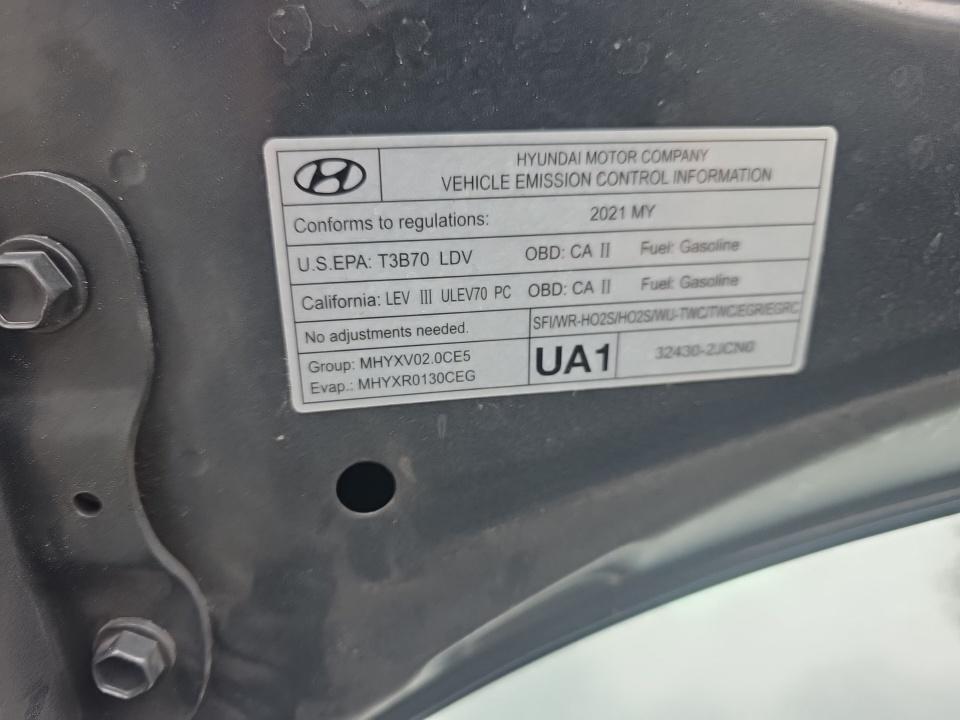 HYUNDAI MOTOR COMPANY
VEHICLE EMISSION CONTROL INFORMATION
Conforms to regulations: 2021 MY
U.S.EPA: T3B70 LDV OBD: CA II Fuel: Gasoline
California: LEV III ULEV70 PC OBD: CA II Fuel: Gasoline
No adjustments needed. SFI/WR-HO2S/HO2S/WU-TWC/TWC/EGR/EGRC
Group: MHYXV02.0CE5
Evap.: MHYXR0130CEG
UA1 32430-2JCN0